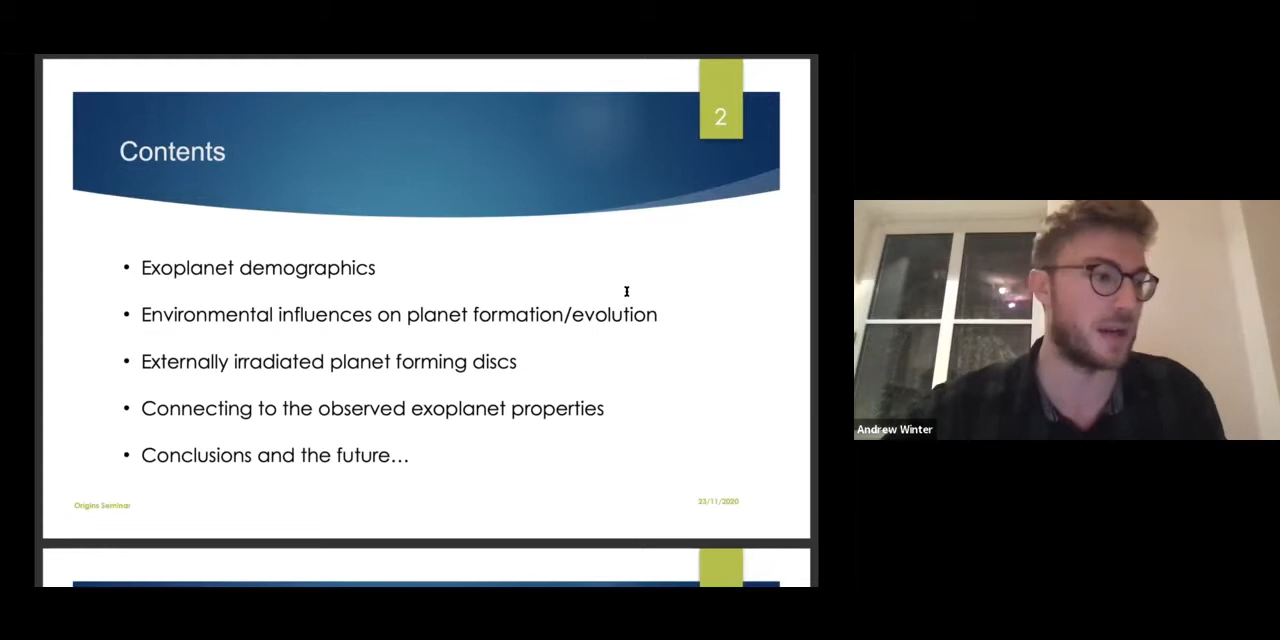 2
Contents
• Exoplanet demographics
• Environmental influences on planet formation/evolution
• Externally irradiated planet forming discs
• Connecting to the observed exoplanet properties
• Conclusions and the future…
Origins Seminar
23/11/2020
Andrew Winter